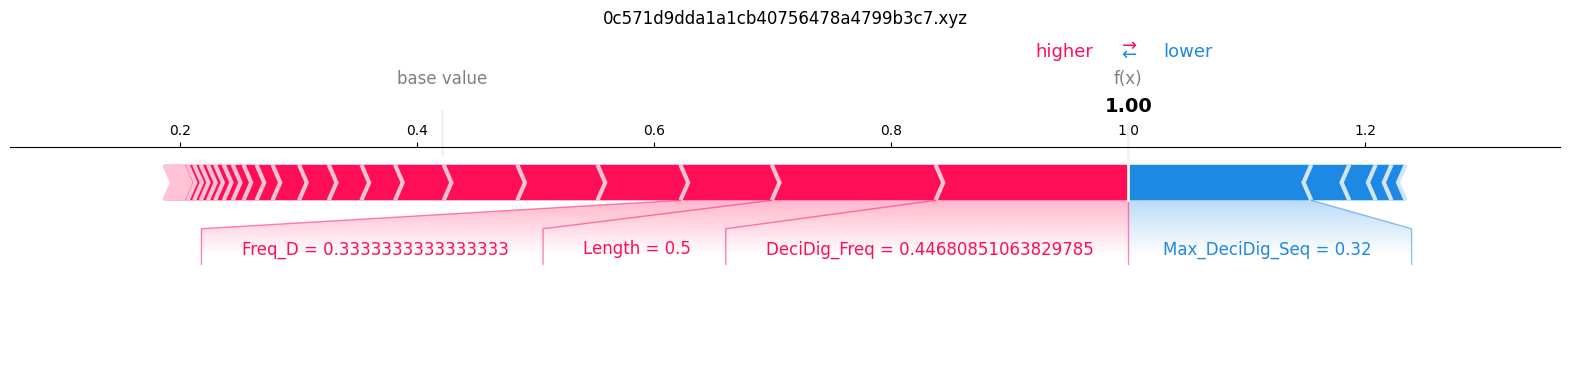 0c571d9dda1a1cb40756478a4799b3c7.xyz
higher ⇄ lower
base value f(x)
1.00
0.2 0.4 0.6 0.8 1.0 1.2
Freq_D = 0.3333333333333333 Length = 0.5 DeciDig_Freq = 0.44680851063829785 Max_DeciDig_Seq = 0.32